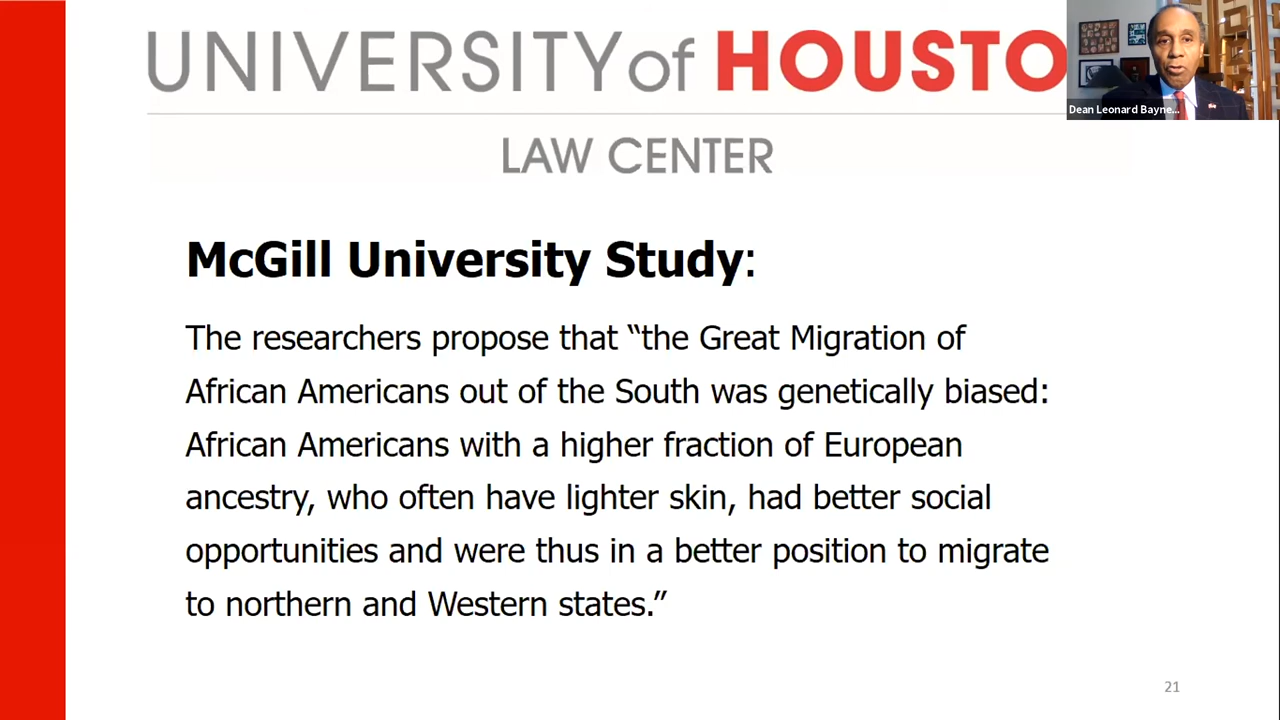 UNIVERSITY of HOUSTO
Dean Leonard Bayne...
LAW CENTER
McGill University Study:
The researchers propose that “the Great Migration of
African Americans out of the South was genetically biased:
African Americans with a higher fraction of European
ancestry, who often have lighter skin, had better social
opportunities and were thus in a better position to migrate
to northern and Western states.”
21